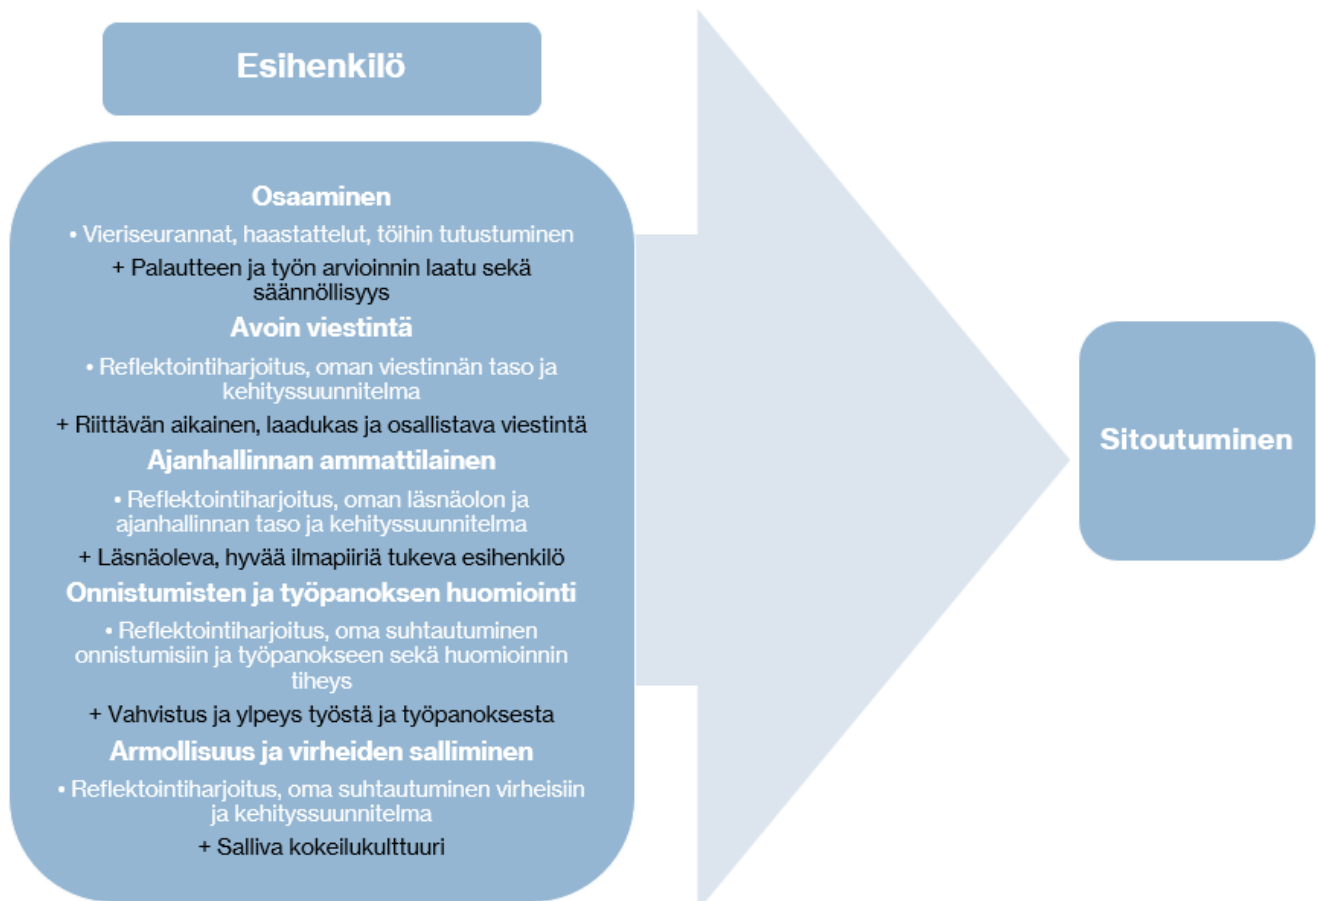 Esihenkilö
Osaaminen
• Vieriseurannat, haastattelut, töihin tutustuminen
+ Palautteen ja työn arvioinnin laatu sekä
säännöllisyys
Avoin viestintä
• Reflektointiharjoitus, oman viestinnän taso ja
kehityssuunnitelma
+ Riittävän aikainen, laadukas ja osallistava viestintä
Ajanhallinnan ammattilainen
• Reflektointiharjoitus, oman läsnäolon ja
ajanhallinnan taso ja kehityssuunnitelma
+ Läsnäoleva, hyvää ilmapiiriä tukeva esihenkilö
Onnistumisten ja työpanoksen huomiointi
• Reflektointiharjoitus, oma suhtautuminen
onnistumisiin ja työpanokseen sekä huomioinnin
tiheys
+ Vahvistus ja ylpeys työstä ja työpanoksesta
Armollisuus ja virheiden salliminen
• Reflektointiharjoitus, oma suhtautuminen virheisiin
ja kehityssuunnitelma
+ Salliva kokeilukulttuuri
Sitoutuminen